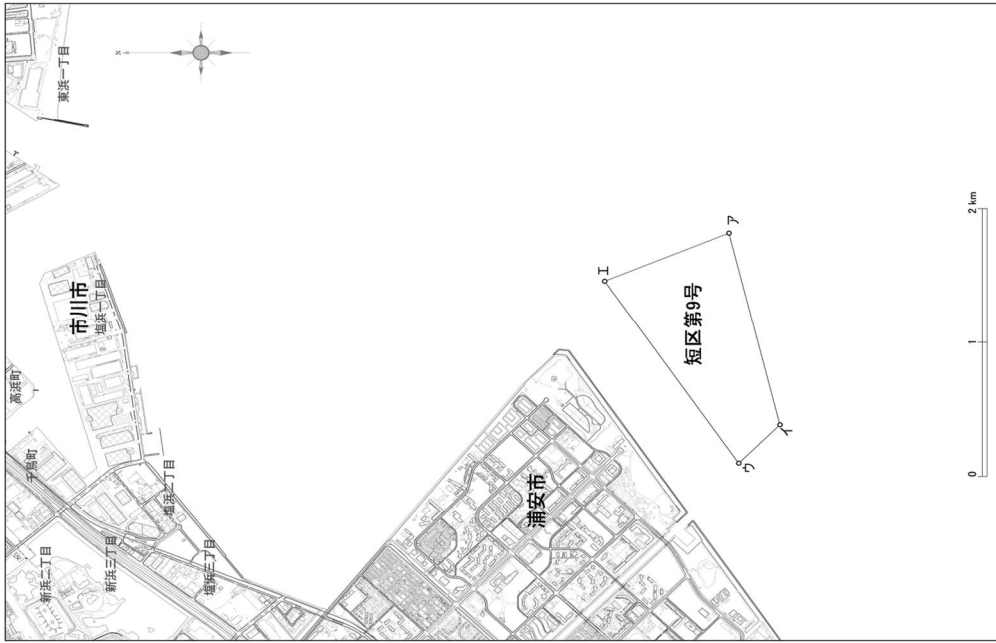 東浜一丁目
N
市川市
塩浜一丁目
高浜町
千鳥町
塩浜二丁目
新浜二丁目
新浜三丁目
塩浜三丁目
浦安市
エ
ア
短区第9号
イ
ウ
0
1
2 km